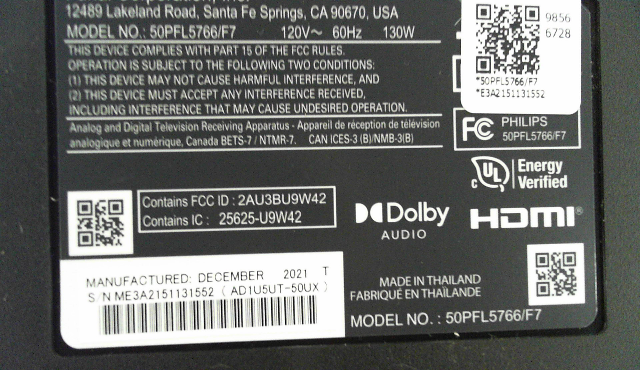 12489 Lakeland Road, Santa Fe Springs, CA 90670, USA
MODEL NO.: 50PFL5766/F7 120V~ 60Hz 130W
THIS DEVICE COMPLIES WITH PART 15 OF THE FCC RULES.
OPERATION IS SUBJECT TO THE FOLLOWING TWO CONDITIONS:
(1) THIS DEVICE MAY NOT CAUSE HARMFUL INTERFERENCE, AND
(2) THIS DEVICE MUST ACCEPT ANY INTERFERENCE RECEIVED,
INCLUDING INTERFERENCE THAT MAY CAUSE UNDESIRED OPERATION.
Analog and Digital Television Receiving Apparatus - Appareil de réception de télévision
analogique et numérique, Canada BETS-7 / NTMR-7. CAN ICES-3 (B)/NMB-3(B)
9856
6728
*50PFL5766/F7
*E3A2151131552
FC PHILIPS
50PFL5766/F7
c UL Energy
Verified
Contains FCC ID : 2AU3BU9W42
Contains IC : 25625-U9W42
Dolby
AUDIO
HDMI®
MANUFACTURED: DECEMBER 2021 T
S/N ME3A2151131552 ( AD1U5UT-50UX )
MADE IN THAILAND
FABRIQUÉ EN THAÏLANDE
MODEL NO. : 50PFL5766/F7